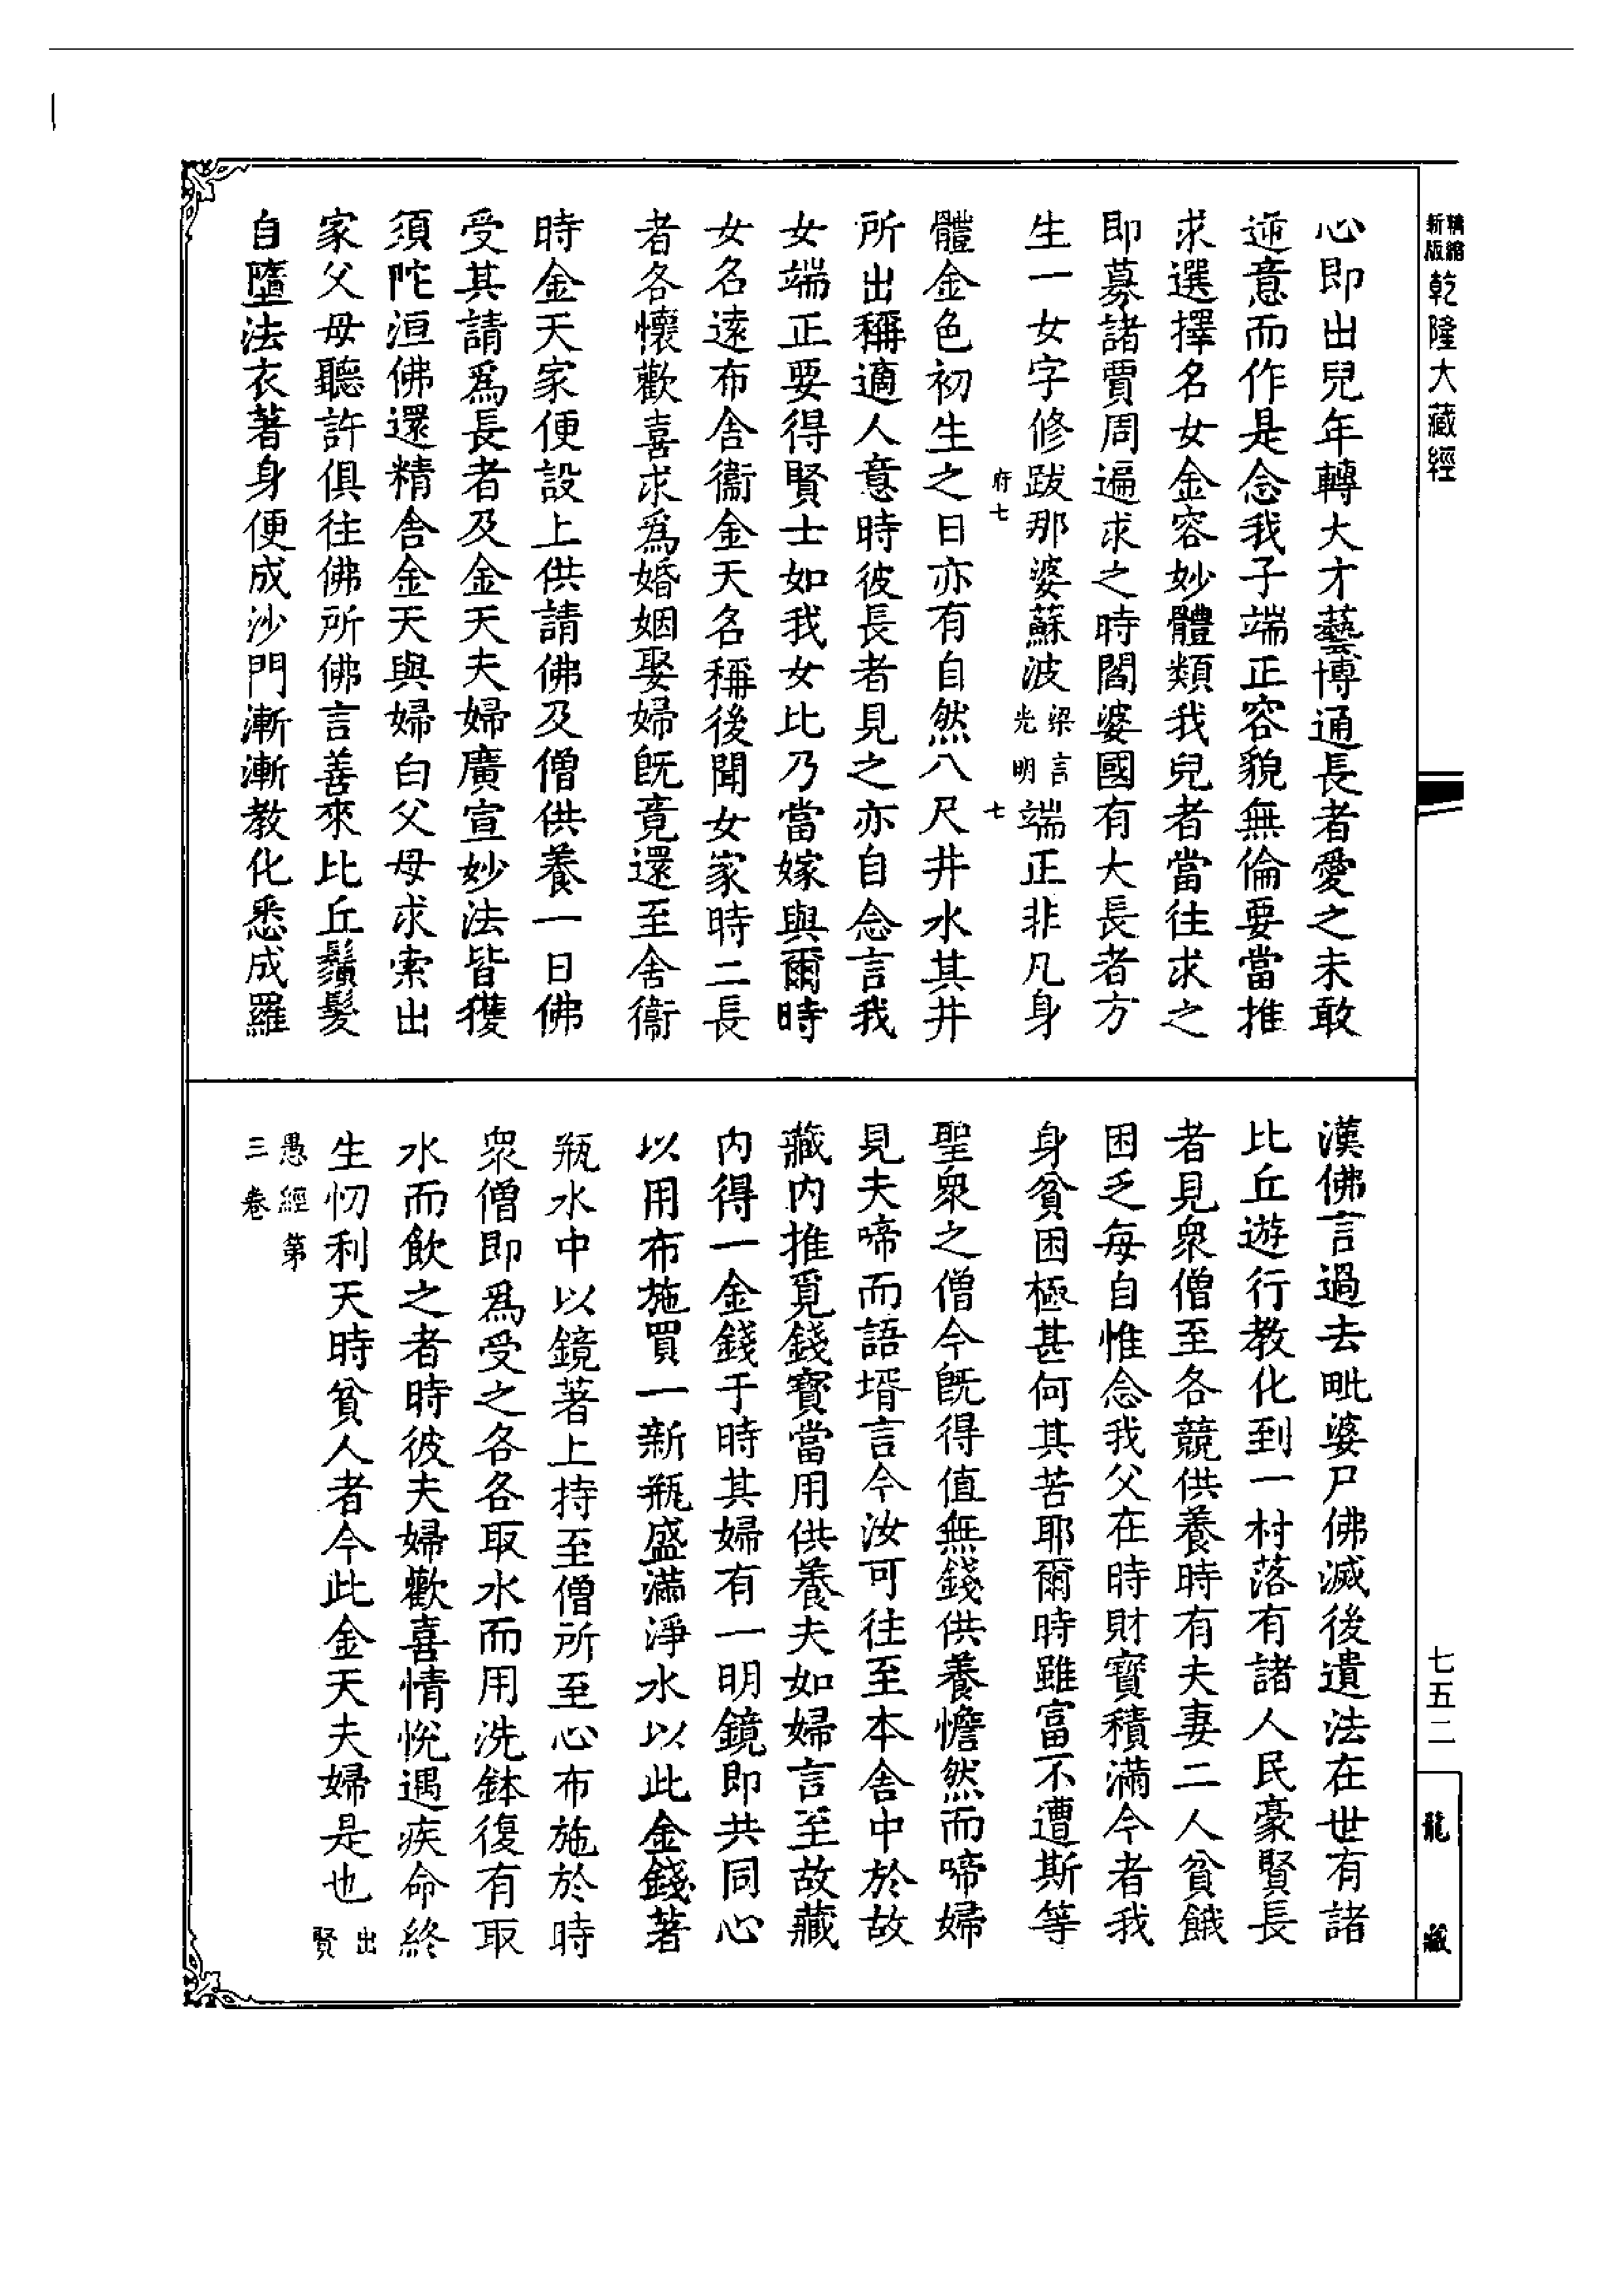 精縮新版乾隆大藏經
心即出兒年轉大才藝博通長者愛之未敢
逆意而作是念我子端正容貌無倫要當推
求選擇名女金容妙體類我兒者當往求之
即募諸賈周遍求之時閻婆國有大長者方
生一女字修跋那婆蘇波梁言光明端正非凡身
府七
七
體金色初生之日亦有自然八尺井水其井
所出稱適人意時彼長者見之亦自念言我
女端正要得賢士如我女比乃當嫁與爾時
女名遠布舍衞金天名稱後聞女家時二長
者各懷歡喜求為婚姻娶婦既竟還至舍衞
時金天家便設上供請佛及僧供養一日佛
受其請為長者及金天夫婦廣宣妙法皆獲
須陀洹佛還精舍金天與婦白父母求索出
家父母聽許俱往佛所佛言善來比丘鬚髮
自墮法衣著身便成沙門漸漸教化悉成羅
漢佛言過去毗婆尸佛滅後遺法在世有諸
比丘遊行教化到一村落有諸人民豪賢長
者見眾僧至各競供養時有夫妻二人貧餓
困乏每自惟念我父在時財寶積滿今者我
身貧困極甚何其苦耶爾時雖富不遭斯等
聖眾之僧今既得值無錢供養憺然而啼婦
見夫啼而語壻言今汝可往至本舍中於故
藏內推覓錢寶當用供養夫如婦言至故藏
內得一金錢于時其婦有一明鏡即共同心
以用布施買一新瓶盛滿淨水以此金錢著
瓶水中以鏡著上持至僧所至心布施於時
眾僧即為受之各各取水而用洗鉢復有取
水而飲之者時彼夫婦歡喜情悅遇疾命終
生忉利天時貧人者今此金天夫婦是也出賢
愚經第
三卷
七五二
龍藏